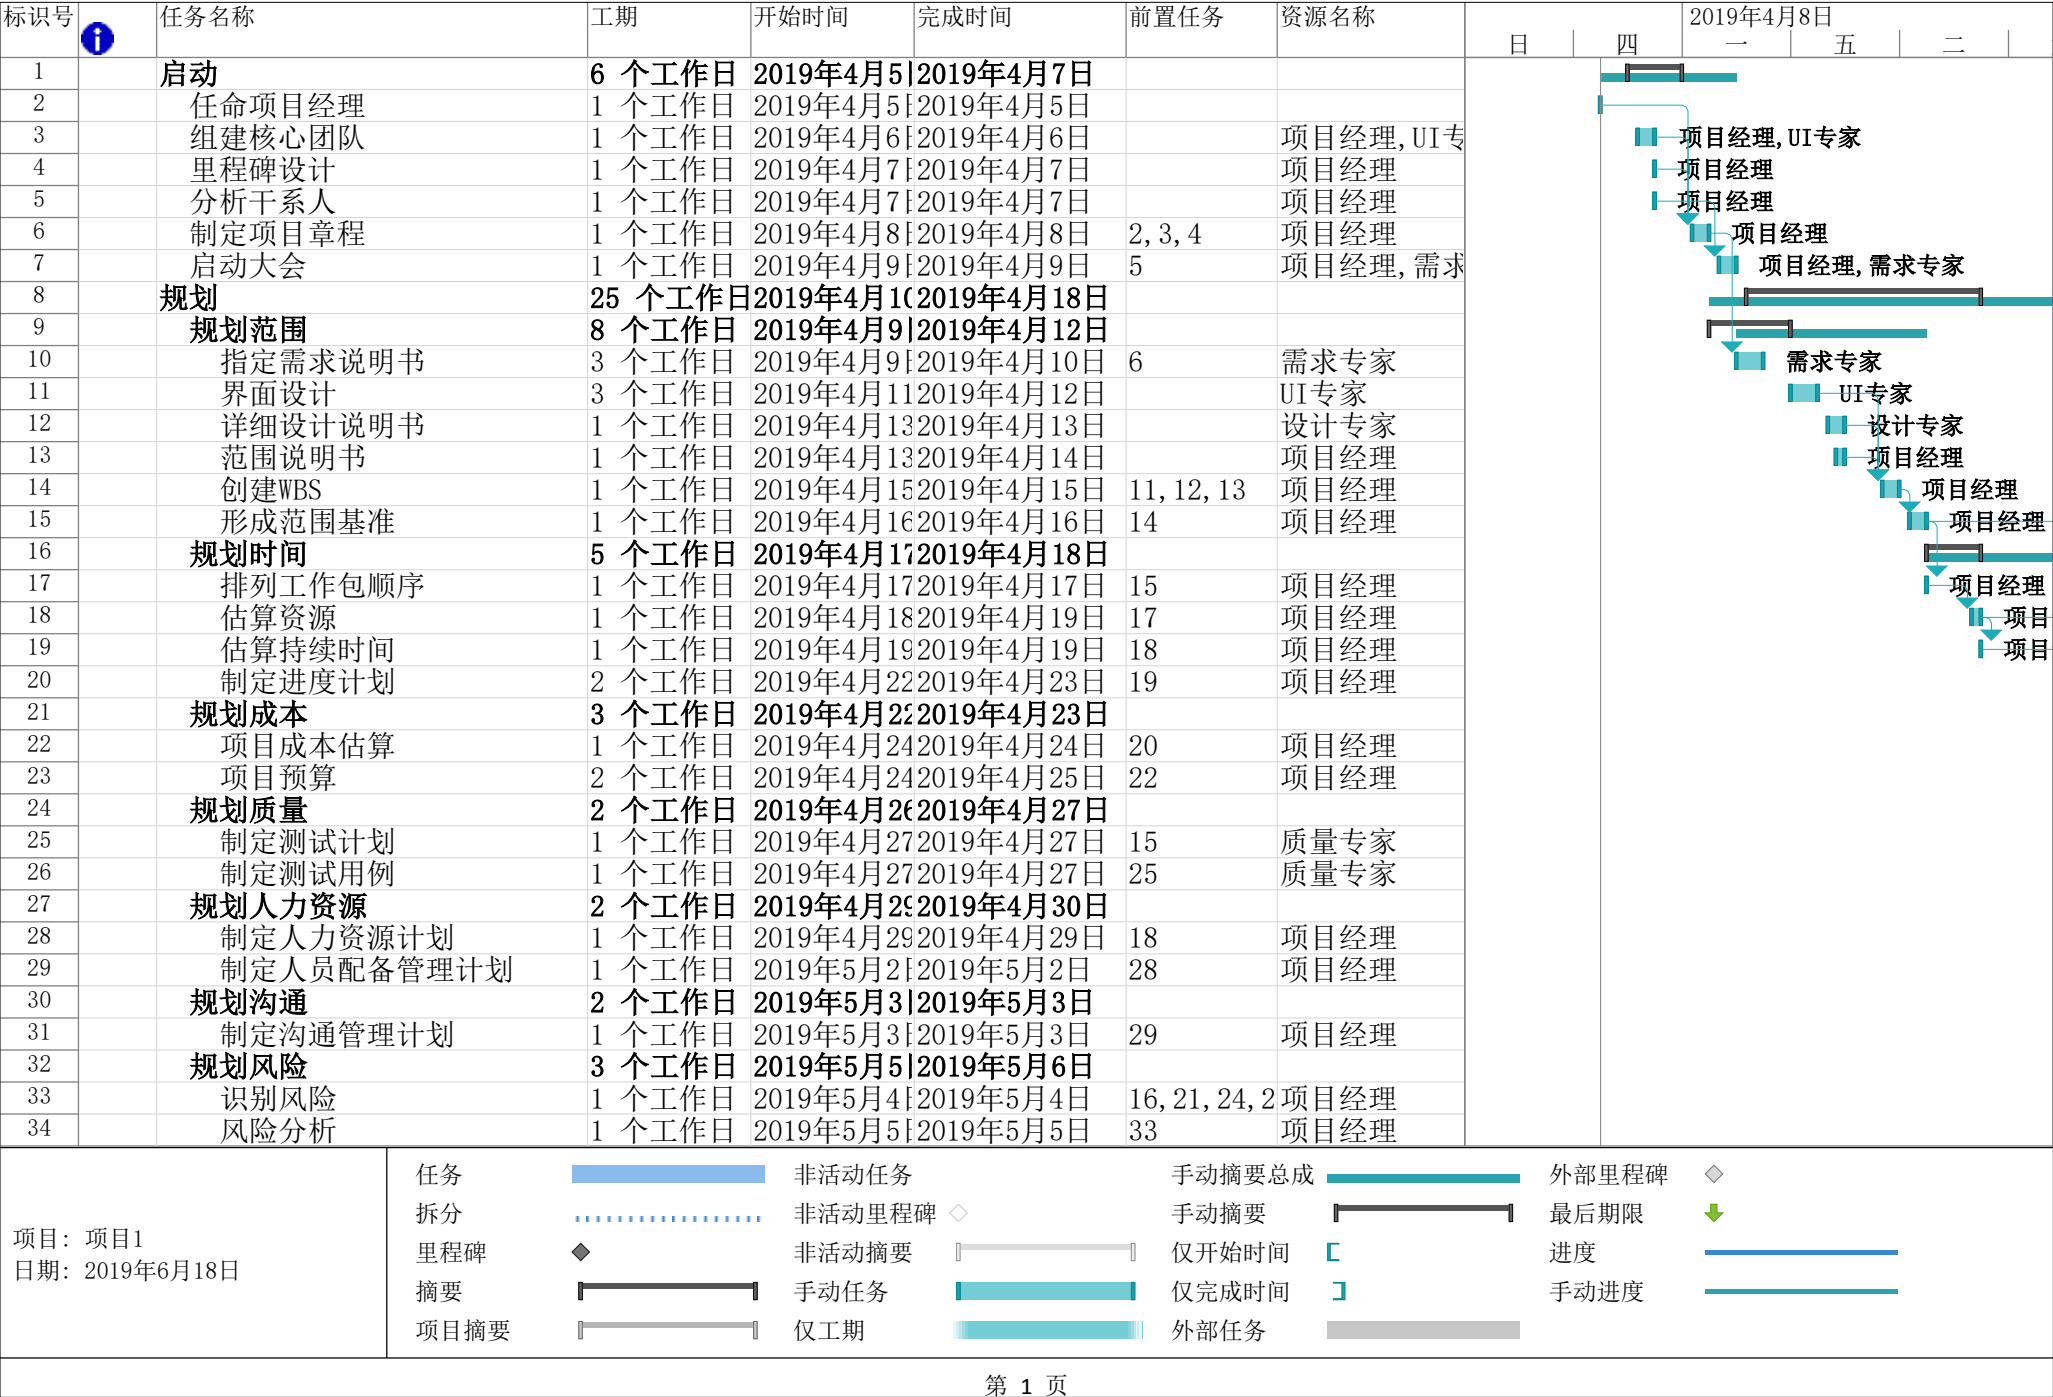 标识号 任务名称 工期 开始时间 完成时间 前置任务 资源名称 2019年4月8日
日 四 一 五 二
1 启动 6 个工作日 2019年4月5 2019年4月7日
2 任命项目经理 1 个工作日 2019年4月5日 2019年4月5日
3 组建核心团队 1 个工作日 2019年4月6日 2019年4月6日 项目经理,UI专 项目经理,UI专家
4 里程碑设计 1 个工作日 2019年4月7日 2019年4月7日 项目经理 项目经理
5 分析干系人 1 个工作日 2019年4月7日 2019年4月7日 项目经理 项目经理
6 制定项目章程 1 个工作日 2019年4月8日 2019年4月8日 2,3,4 项目经理 项目经理
7 启动大会 1 个工作日 2019年4月9日 2019年4月9日 5 项目经理,需求 项目经理,需求专家
8 规划 25 个工作日 2019年4月10 2019年4月18日
9 规划范围 8 个工作日 2019年4月9 2019年4月12日
10 指定需求说明书 3 个工作日 2019年4月9日 2019年4月10日 6 需求专家 需求专家
11 界面设计 3 个工作日 2019年4月11 2019年4月12日 UI专家 UI专家
12 详细设计说明书 1 个工作日 2019年4月13 2019年4月13日 设计专家 设计专家
13 范围说明书 1 个工作日 2019年4月13 2019年4月14日 项目经理 项目经理
14 创建WBS 1 个工作日 2019年4月15 2019年4月15日 11,12,13 项目经理 项目经理
15 形成范围基准 1 个工作日 2019年4月16 2019年4月16日 14 项目经理 项目经理
16 规划时间 5 个工作日 2019年4月17 2019年4月18日
17 排列工作包顺序 1 个工作日 2019年4月17 2019年4月17日 15 项目经理 项目经理
18 估算资源 1 个工作日 2019年4月18 2019年4月19日 17 项目经理 项目
19 估算持续时间 1 个工作日 2019年4月19 2019年4月19日 18 项目经理 项目
20 制定进度计划 2 个工作日 2019年4月22 2019年4月23日 19 项目经理
21 规划成本 3 个工作日 2019年4月22 2019年4月23日
22 项目成本估算 1 个工作日 2019年4月24 2019年4月24日 20 项目经理
23 项目预算 2 个工作日 2019年4月24 2019年4月25日 22 项目经理
24 规划质量 2 个工作日 2019年4月26 2019年4月27日
25 制定测试计划 1 个工作日 2019年4月27 2019年4月27日 15 质量专家
26 制定测试用例 1 个工作日 2019年4月27 2019年4月27日 25 质量专家
27 规划人力资源 2 个工作日 2019年4月29 2019年4月30日
28 制定人力资源计划 1 个工作日 2019年4月29 2019年4月29日 18 项目经理
29 制定人员配备管理计划 1 个工作日 2019年5月2日 2019年5月2日 28 项目经理
30 规划沟通 2 个工作日 2019年5月3 2019年5月3日
31 制定沟通管理计划 1 个工作日 2019年5月3日 2019年5月3日 29 项目经理
32 规划风险 3 个工作日 2019年5月5 2019年5月6日
33 识别风险 1 个工作日 2019年5月4日 2019年5月4日 16,21,24,2 项目经理
34 风险分析 1 个工作日 2019年5月5日 2019年5月5日 33 项目经理
项目: 项目1
日期: 2019年6月18日
任务 非活动任务 手动摘要总成 外部里程碑
拆分 非活动里程碑 手动摘要 最后期限
里程碑 非活动摘要 仅开始时间 进度
摘要 手动任务 仅完成时间 手动进度
项目摘要 仅工期 外部任务
第 1 页